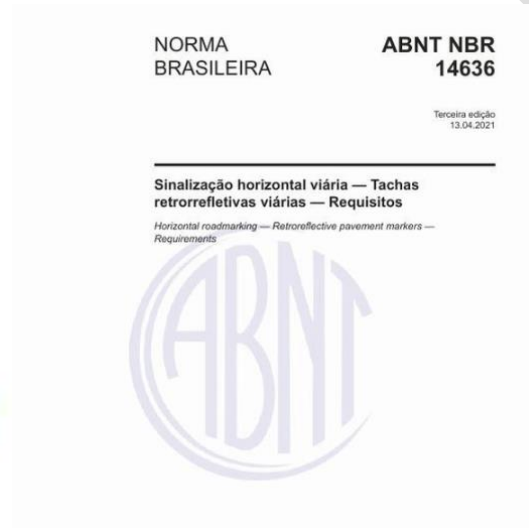 NORMA ABNT NBR
BRASILEIRA 14636
Terceira edição
13.04.2021
Sinalização horizontal viária — Tachas
retrorrefletivas viárias — Requisitos
Horizontal roadmarking — Retroreflective pavement markers —
Requirements
ABNT